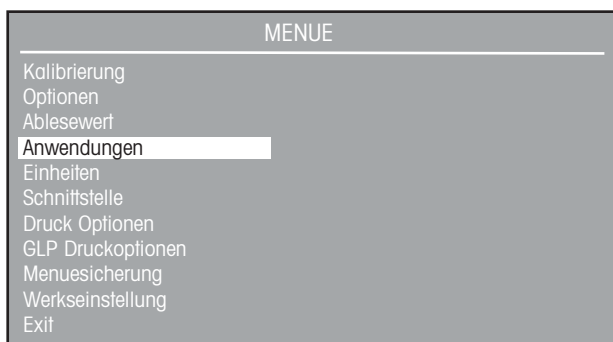 MENUE
Kalibrierung
Optionen
Ablesewert
Anwendungen
Einheiten
Schnittstelle
Druck Optionen
GLP Druckoptionen
Menuesicherung
Werkseinstellung
Exit